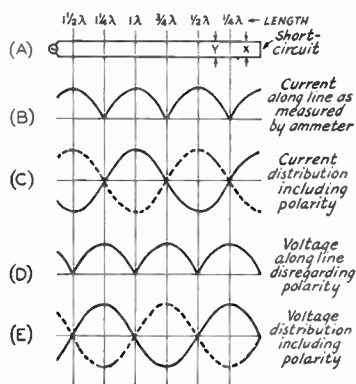 1½λ 1¼λ 1λ ¾λ ½λ ¼λ ← LENGTH
(A) Y X Short-
circuit
(B) Current
along line as
measured
by ammeter
(C) Current
distribution
including
polarity
(D) Voltage
along line
disregarding
polarity
(E) Voltage
distribution
including
polarity